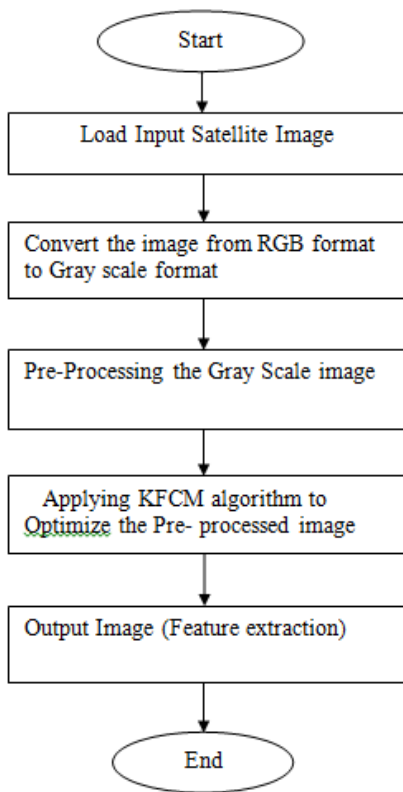 Start
Load Input Satellite Image
Convert the image from RGB format
to Gray scale format
Pre-Processing the Gray Scale image
Applying KFCM algorithm to
Optimize the Pre- processed image
Output Image (Feature extraction)
End